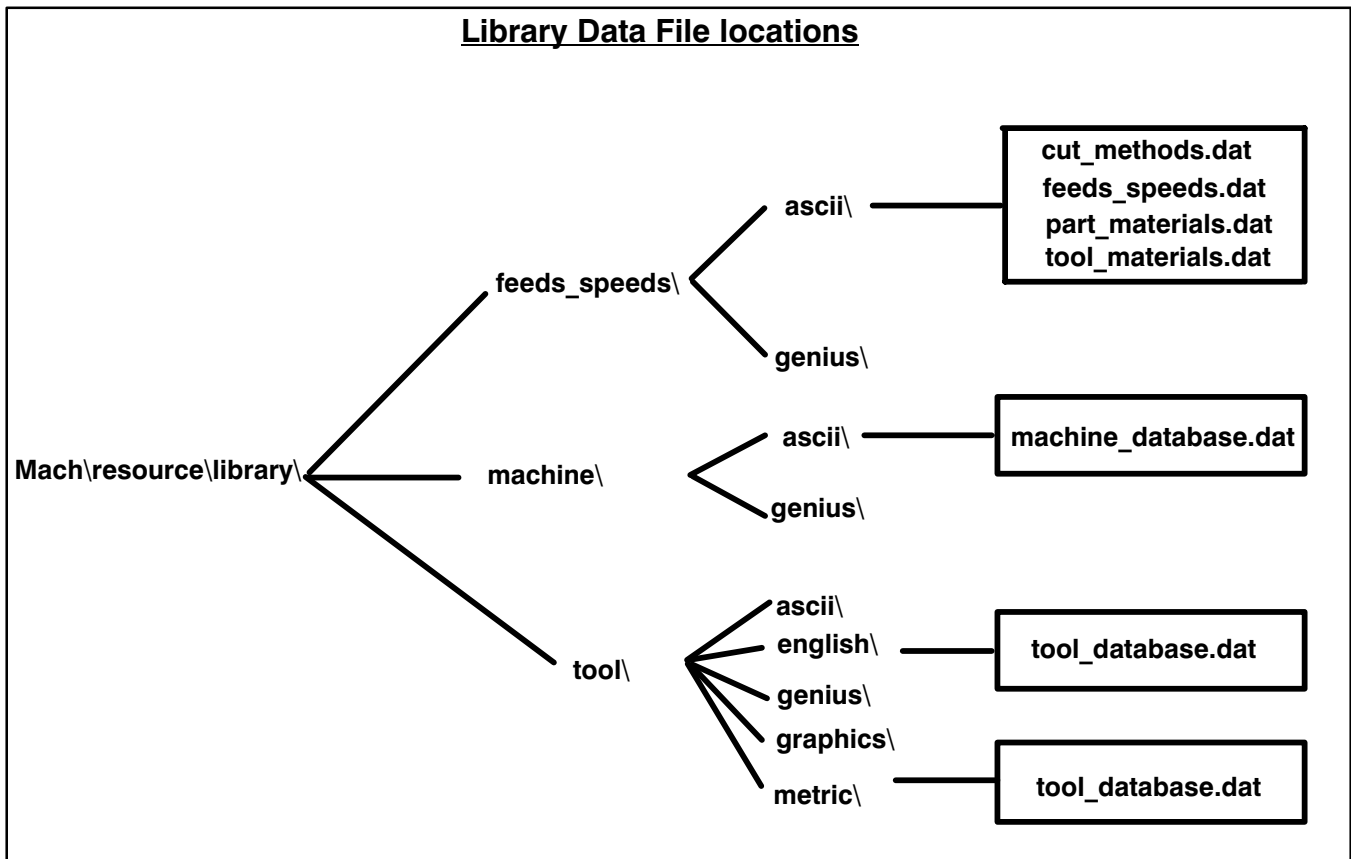 Library Data File locations
cut_methods.dat
feeds_speeds.dat
part_materials.dat
tool_materials.dat
ascii\
feeds_speeds\
genius\
ascii\
machine_database.dat
Mach\resource\library\
machine\
genius\
ascii\
english\
tool_database.dat
tool\
genius\
graphics\
metric\
tool_database.dat